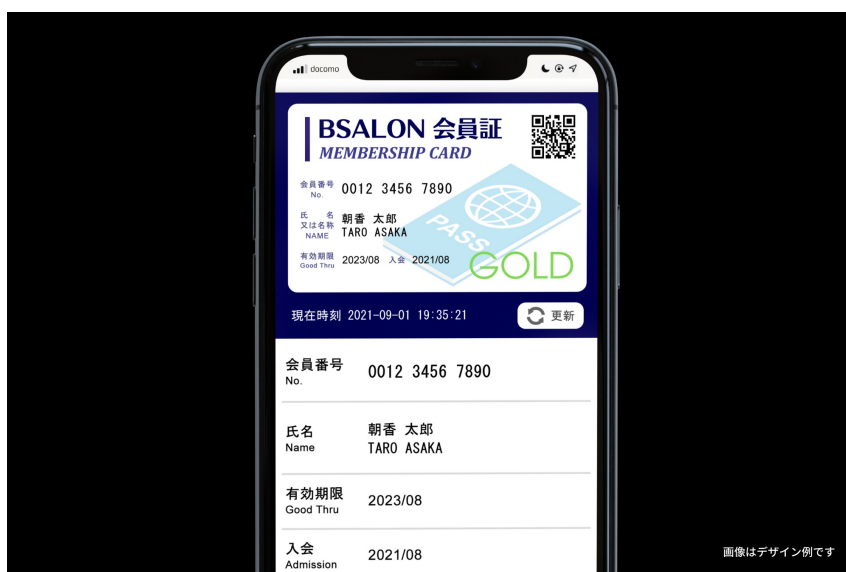 docomo
BSALON 会員証
MEMBERSHIP CARD
会員番号
No.
0012 3456 7890
氏 名
又は名称
NAME
朝香 太郎
TARO ASAKA
有効期限
Good Thru
2023/08 入会 2021/08
PASS
GOLD
現在時刻 2021-09-01 19:35:21
更新
会員番号
No.
0012 3456 7890
氏名
Name
朝香 太郎
TARO ASAKA
有効期限
Good Thru
2023/08
入会
Admission
2021/08
画像はデザイン例です